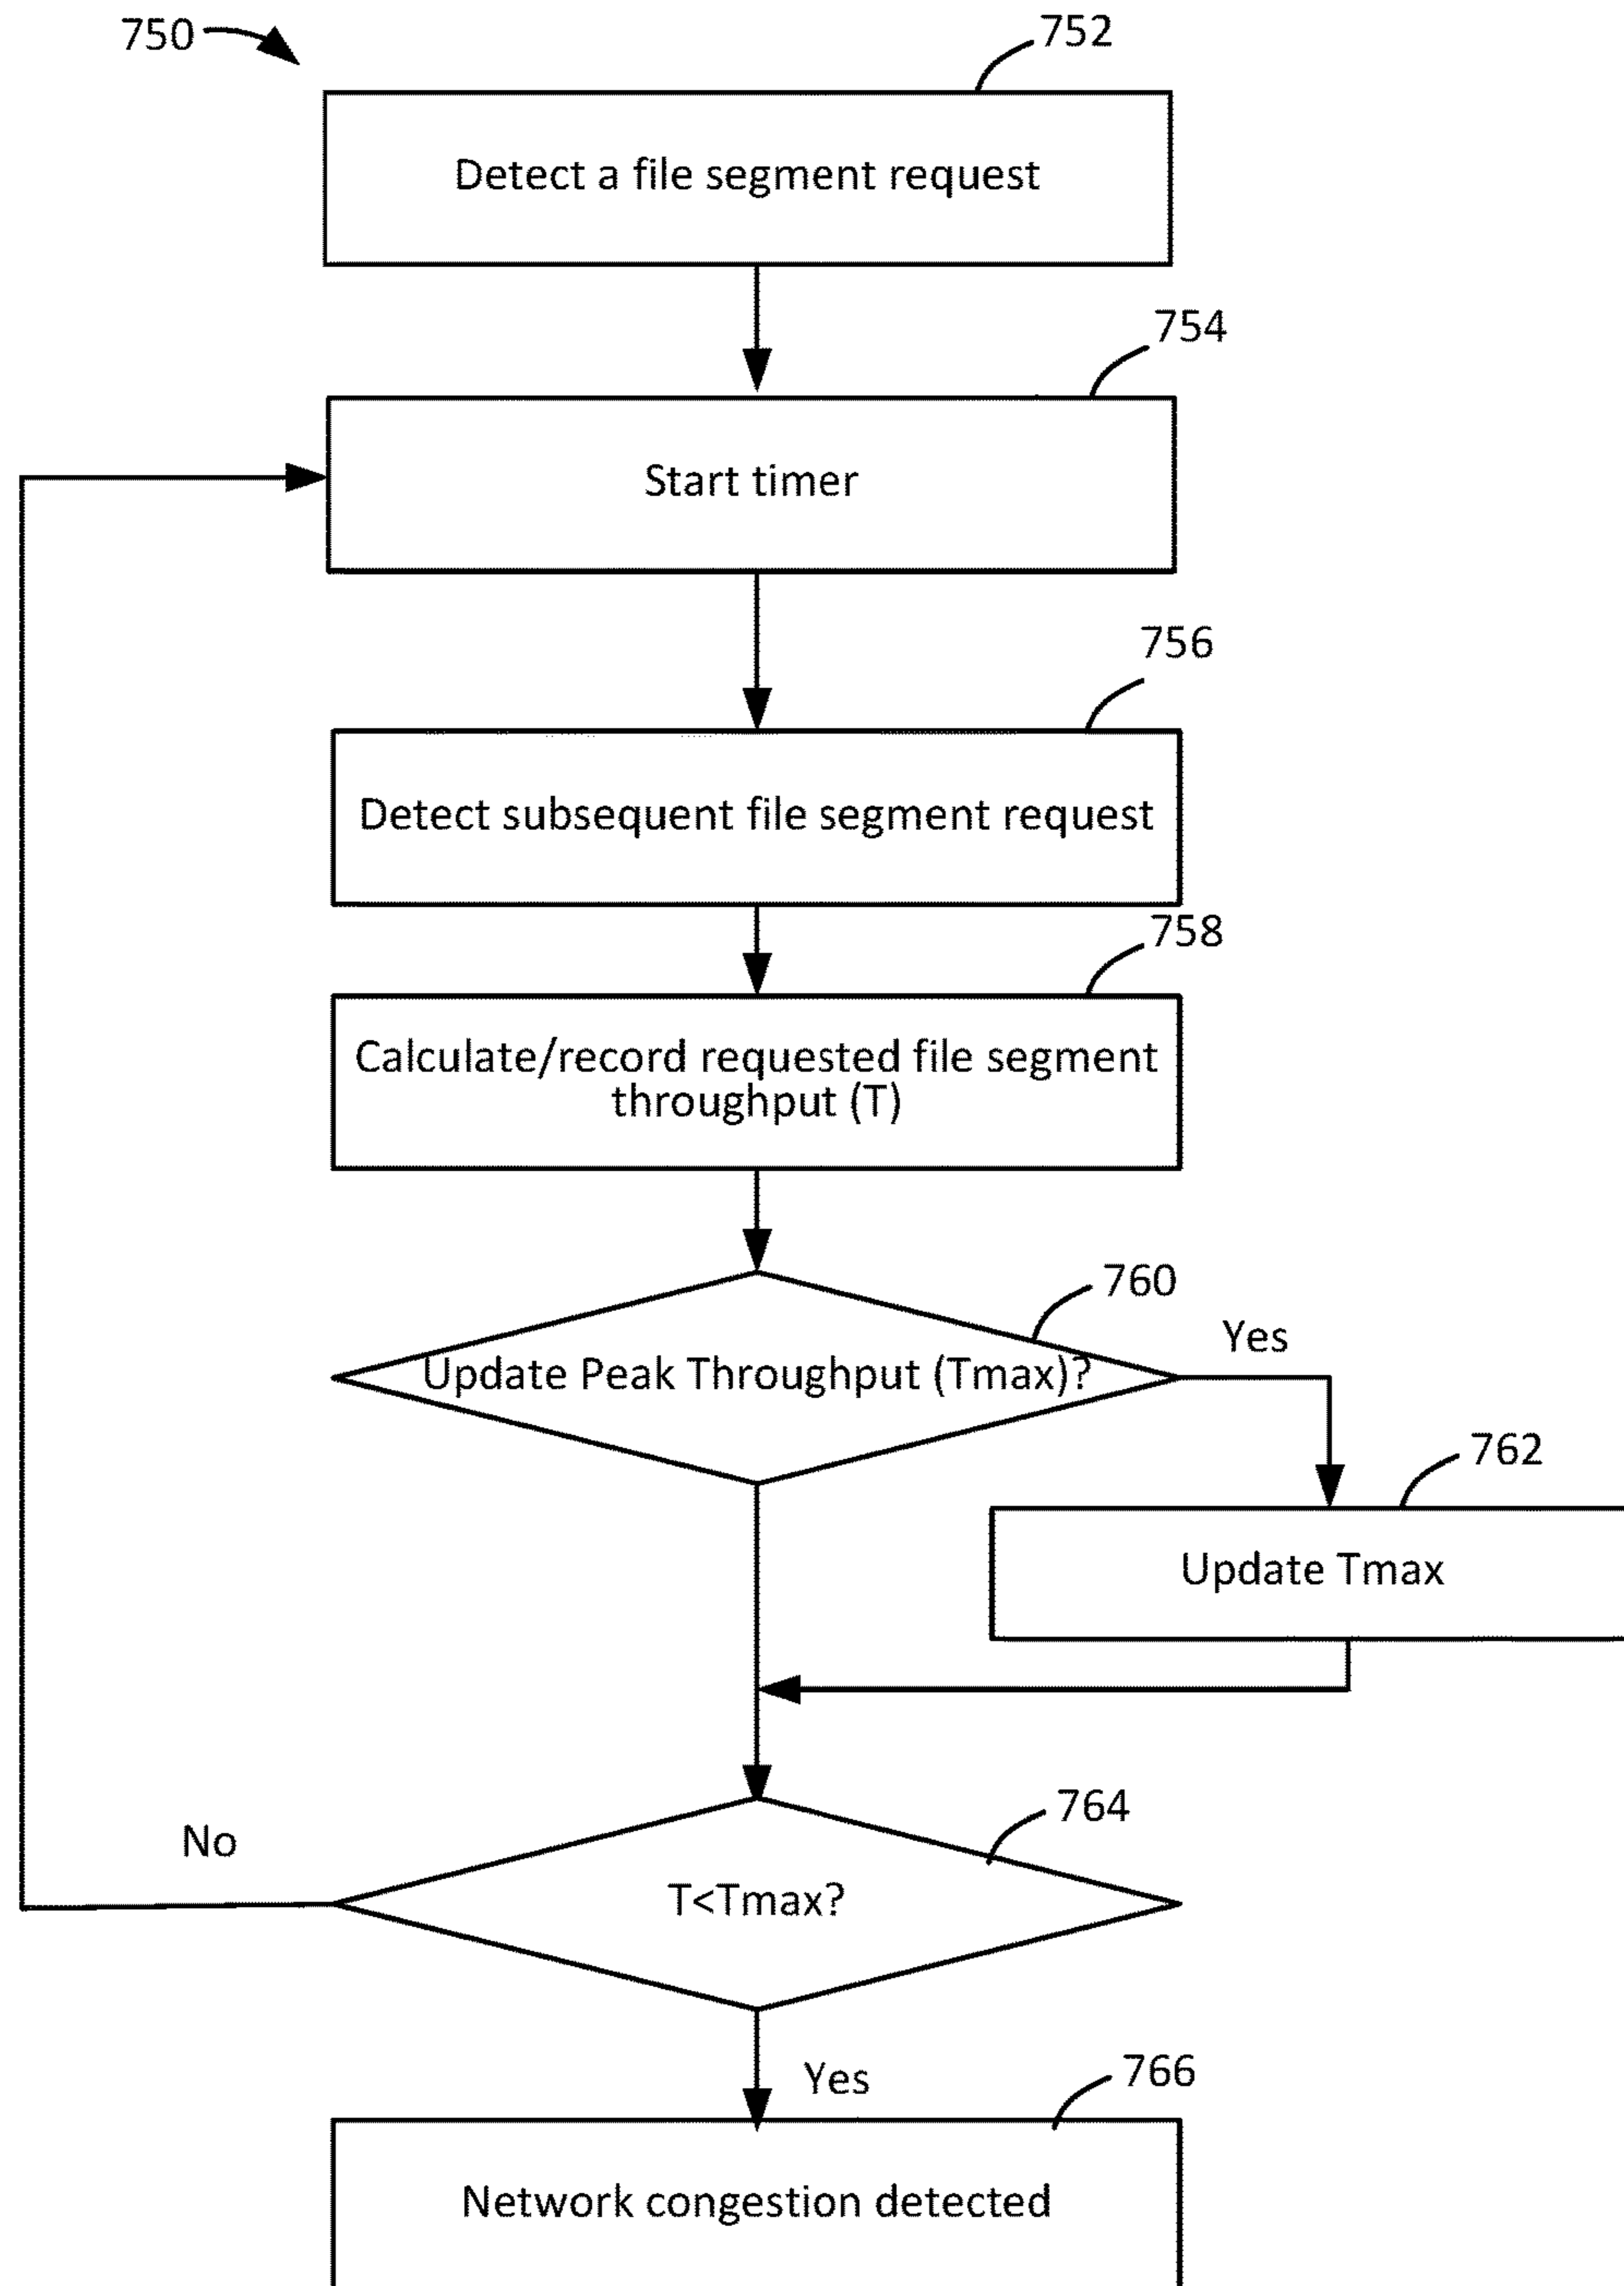 750
752
Detect a file segment request
754
Start timer
756
Detect subsequent file segment request
758
Calculate/record requested file segment
throughput (T)
760
Update Peak Throughput (Tmax)?
Yes
762
Update Tmax
764
No
T<Tmax?
Yes
766
Network congestion detected